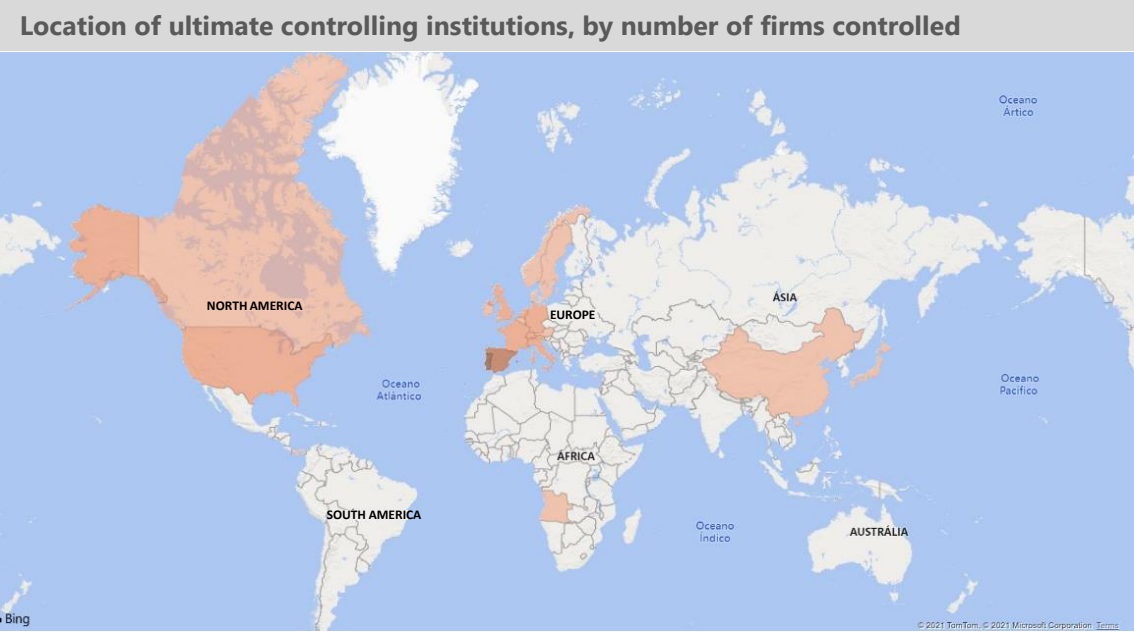 Location of ultimate controlling institutions, by number of firms controlled
Oceano
Ártico
NORTH AMERICA
ÁSIA
EUROPE
Oceano
Atlântico
Oceano
Pacífico
ÁFRICA
SOUTH AMERICA
Oceano
Índico
AUSTRÁLIA
Bing
© 2021 TomTom, © 2021 Microsoft Corporation Terms